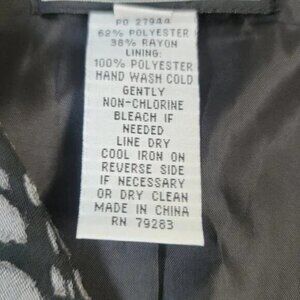 PO 27944
62% POLYESTER
38% RAYON
LINING:
100% POLYESTER
HAND WASH COLD
GENTLY
NON-CHLORINE
BLEACH IF
NEEDED
LINE DRY
COOL IRON ON
REVERSE SIDE
IF NECESSARY
OR DRY CLEAN
MADE IN CHINA
RN 79283